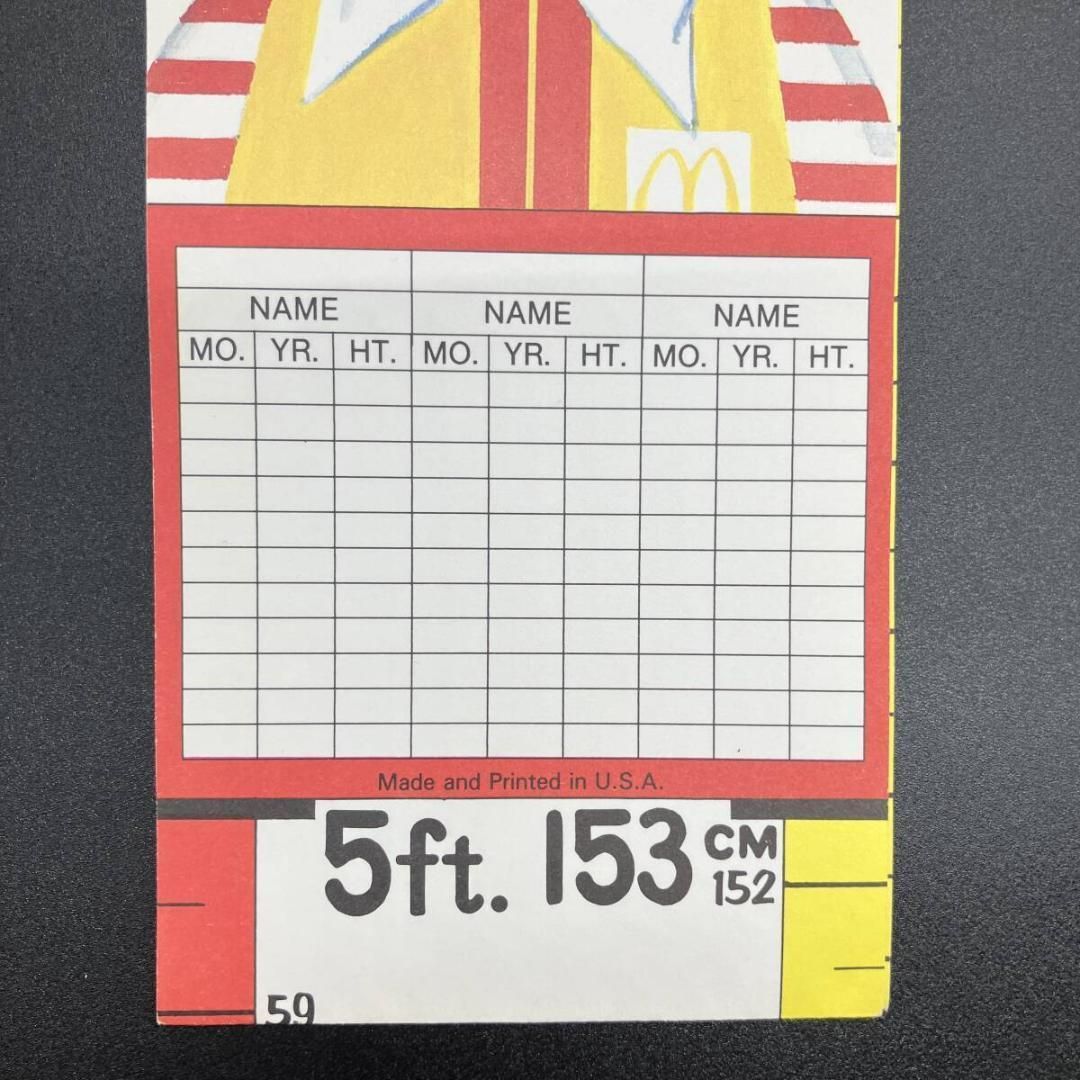 NAME NAME NAME
MO. YR. HT. MO. YR. HT. MO. YR. HT.
Made and Printed in U.S.A.
5ft. 153 CM
152
59